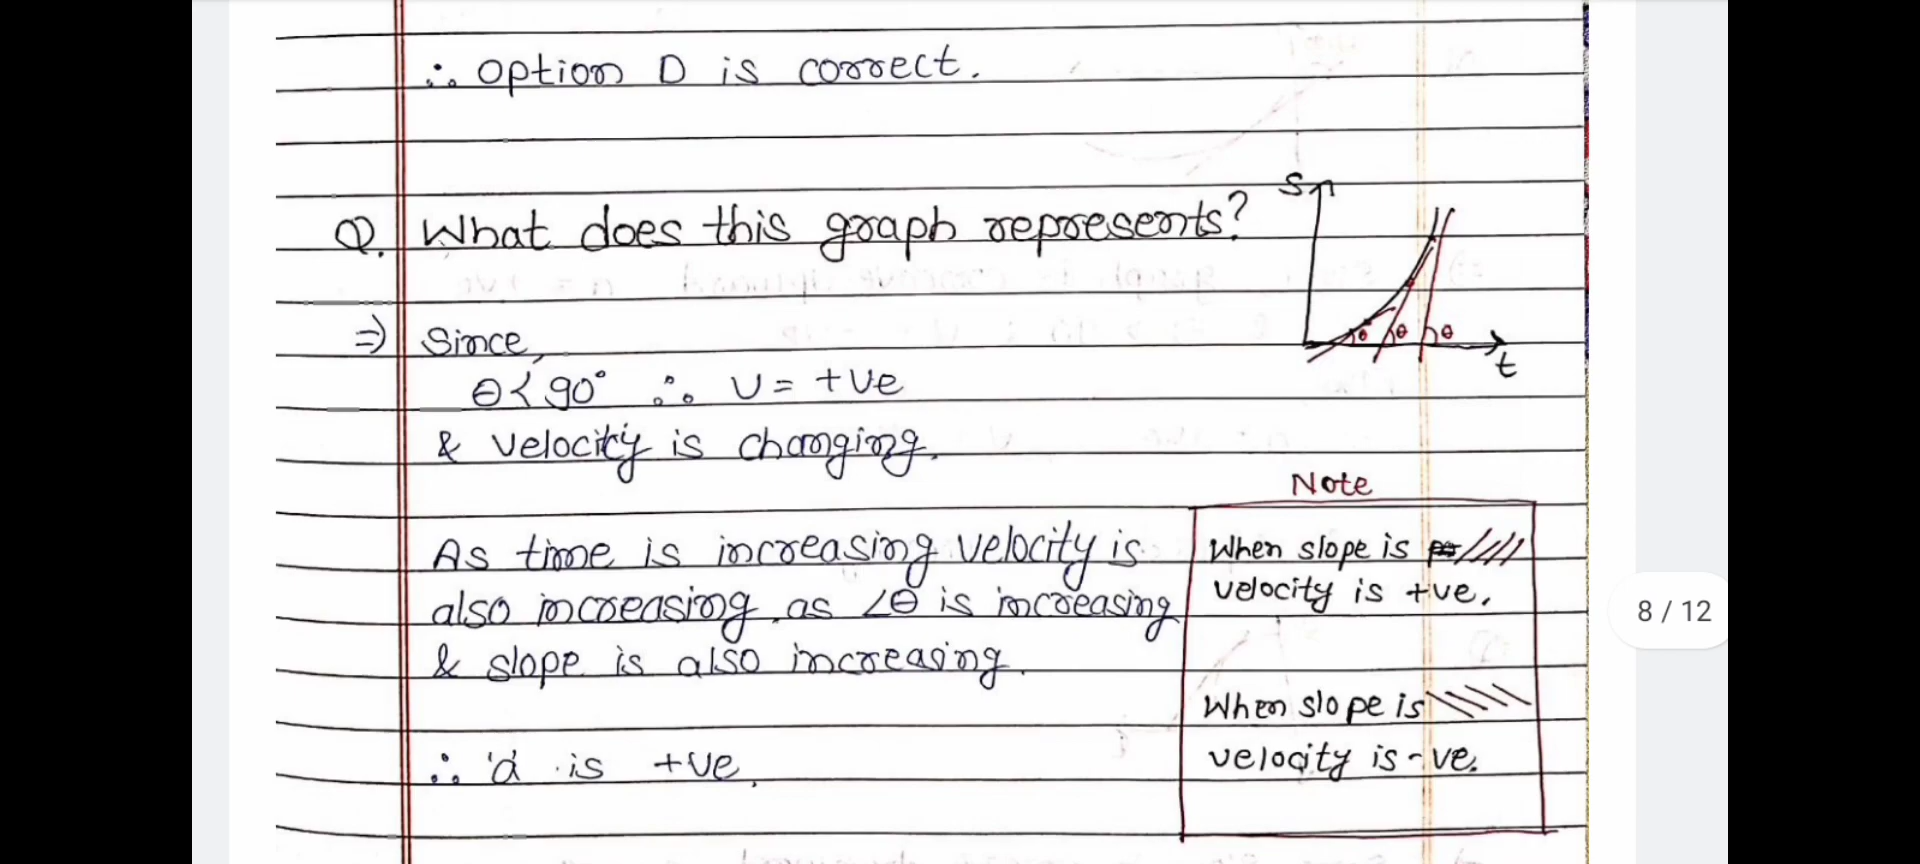 ∴ option D is correct.
Q. What does this graph represents?
S
t
θ θ θ
⇒ Since,
θ < 90° ∴ v = +ve
& velocity is changing.
As time is increasing velocity is
also increasing as ∠θ is increasing
& slope is also increasing.
∴ 'a' is +ve.
Note
When slope is ////
velocity is +ve.
When slope is \\\\
velocity is -ve.
8 / 12